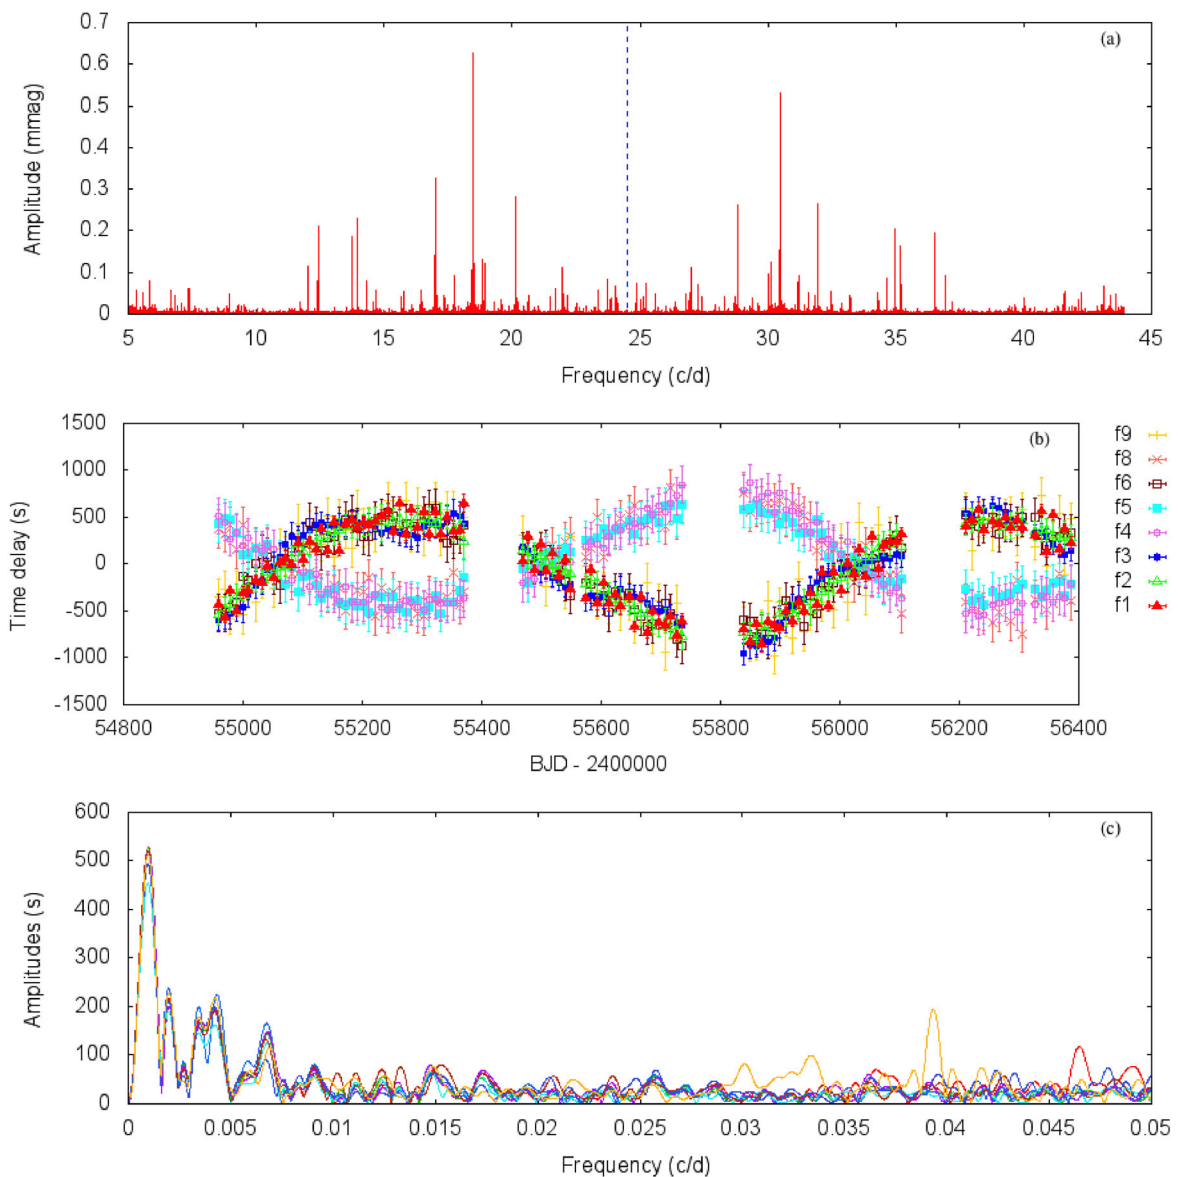 (a)
Amplitude (mmag)
0.7
0.6
0.5
0.4
0.3
0.2
0.1
0
5 10 15 20 25 30 35 40 45
Frequency (c/d)
(b)
Time delay (s)
1500
1000
500
0
-500
-1000
-1500
54800 55000 55200 55400 55600 55800 56000 56200 56400
BJD - 2400000
f9
f8
f6
f5
f4
f3
f2
f1
(c)
Amplitudes (s)
600
500
400
300
200
100
0
0 0.005 0.01 0.015 0.02 0.025 0.03 0.035 0.04 0.045 0.05
Frequency (c/d)